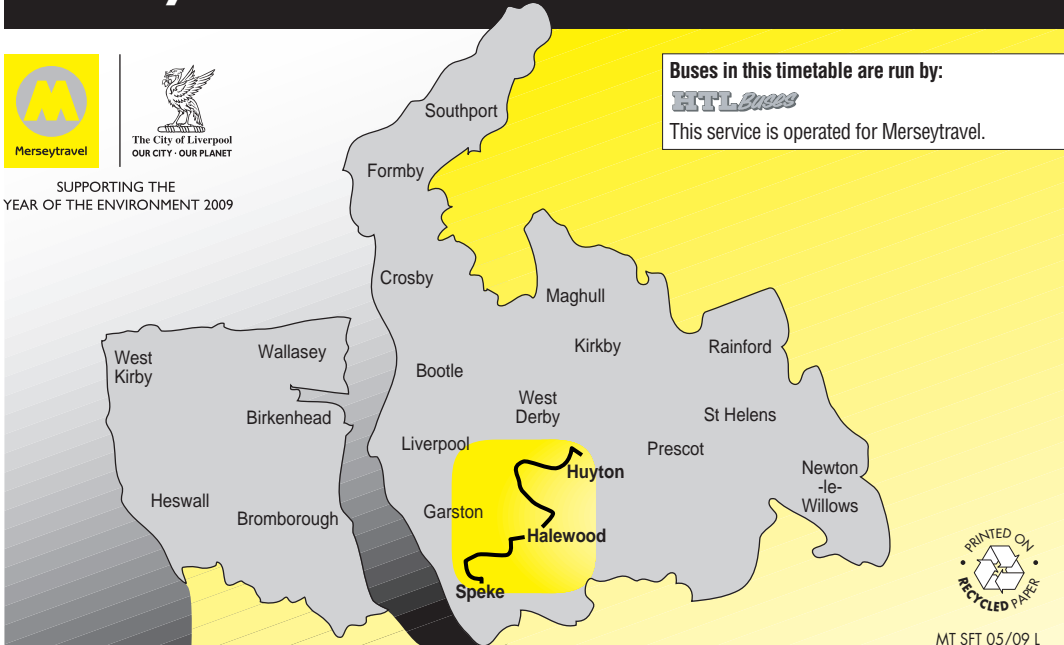 Merseytravel
The City of Liverpool
OUR CITY · OUR PLANET
SUPPORTING THE
YEAR OF THE ENVIRONMENT 2009
Buses in this timetable are run by:
HTL Buses
This service is operated for Merseytravel.
Southport
Formby
Crosby
Maghull
Kirkby
Rainford
West
Kirby
Wallasey
Bootle
Birkenhead
West
Derby
St Helens
Liverpool
Prescot
Huyton
Newton
-le-
Willows
Heswall
Garston
Bromborough
Halewood
Speke
PRINTED ON
RECYCLED PAPER
MT SFT 05/09 L